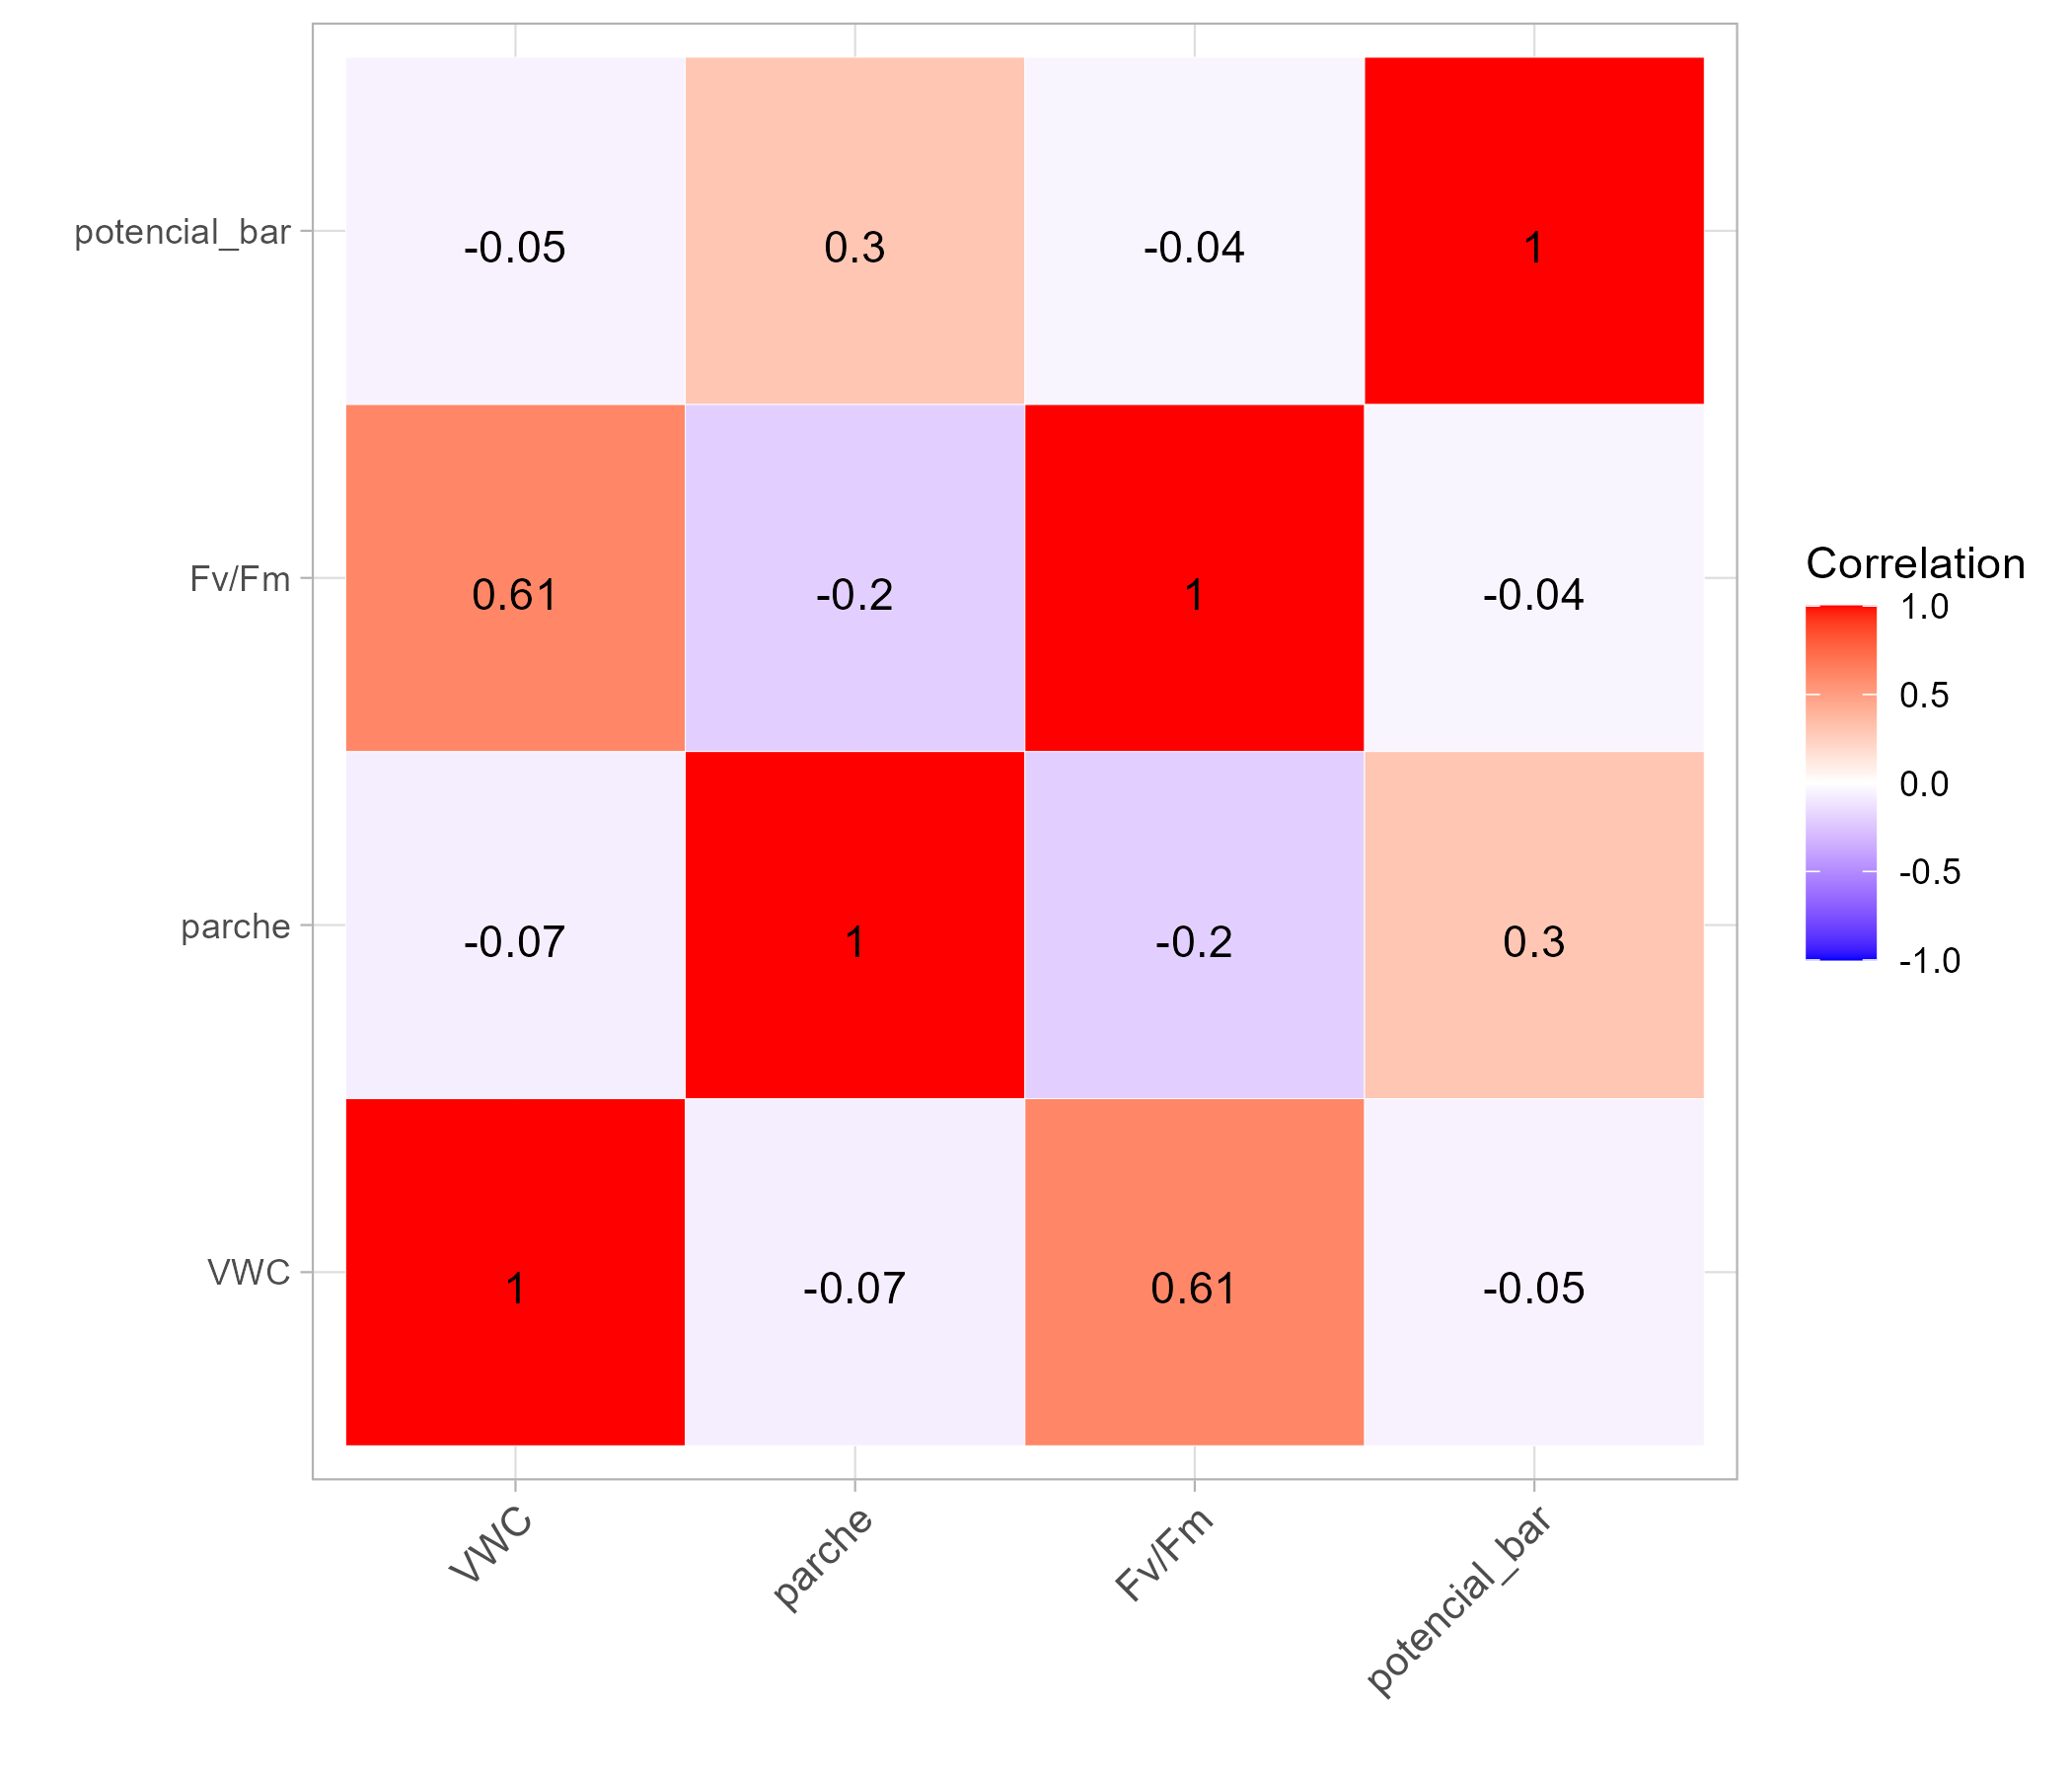 potencial_bar
-0.05 0.3 -0.04 1
Fv/Fm
0.61 -0.2 1 -0.04
parche
-0.07 1 -0.2 0.3
VWC
1 -0.07 0.61 -0.05
VWC parche Fv/Fm potencial_bar
Correlation
1.0
0.5
0.0
-0.5
-1.0